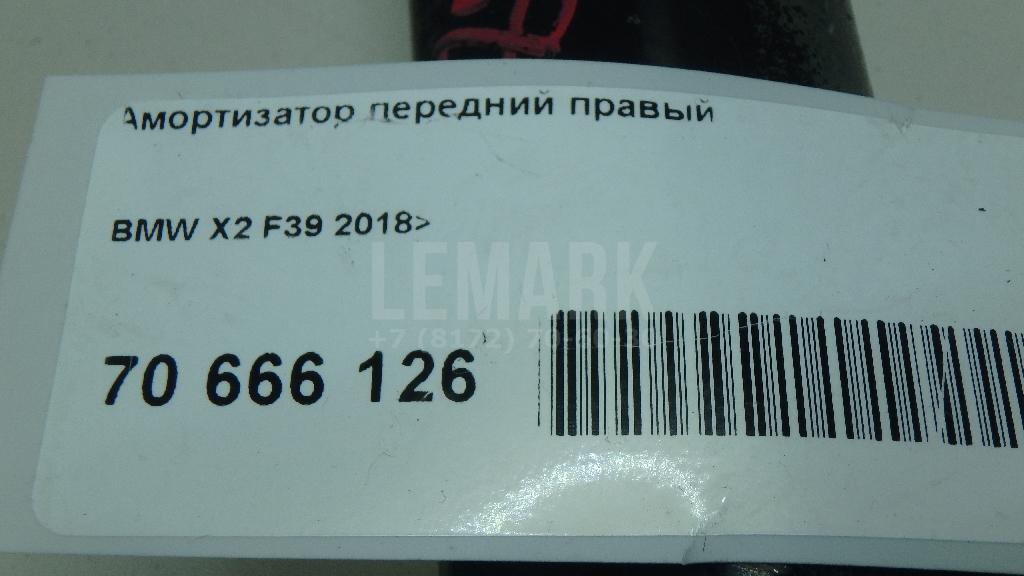 Амортизатор передний правый
BMW X2 F39 2018>
LEMARK
70 666 126